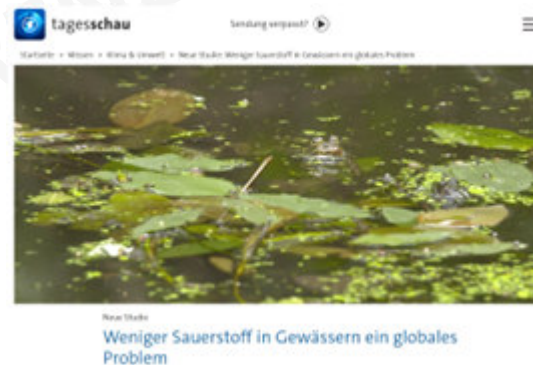 tagesschau
Sendung verpasst?
Startseite ▸ Wissen ▸ Klima & Umwelt ▸ Neue Studie: Weniger Sauerstoff in Gewässern ein globales Problem
Neue Studie
Weniger Sauerstoff in Gewässern ein globales
Problem